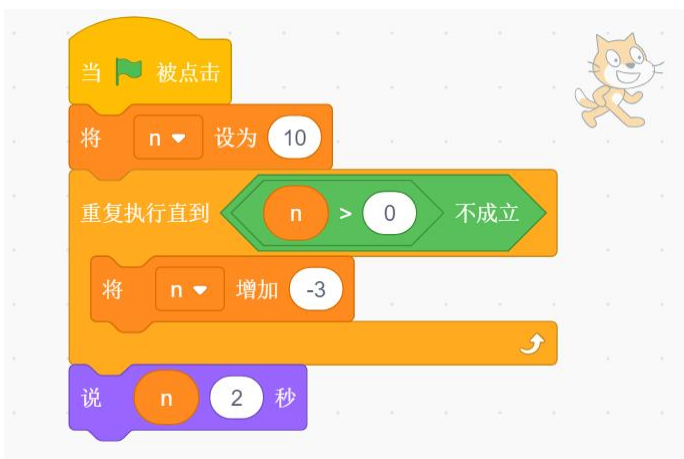 当 被点击
将 n 设为 10
重复执行直到 n > 0 不成立
将 n 增加 -3
说 n 2 秒